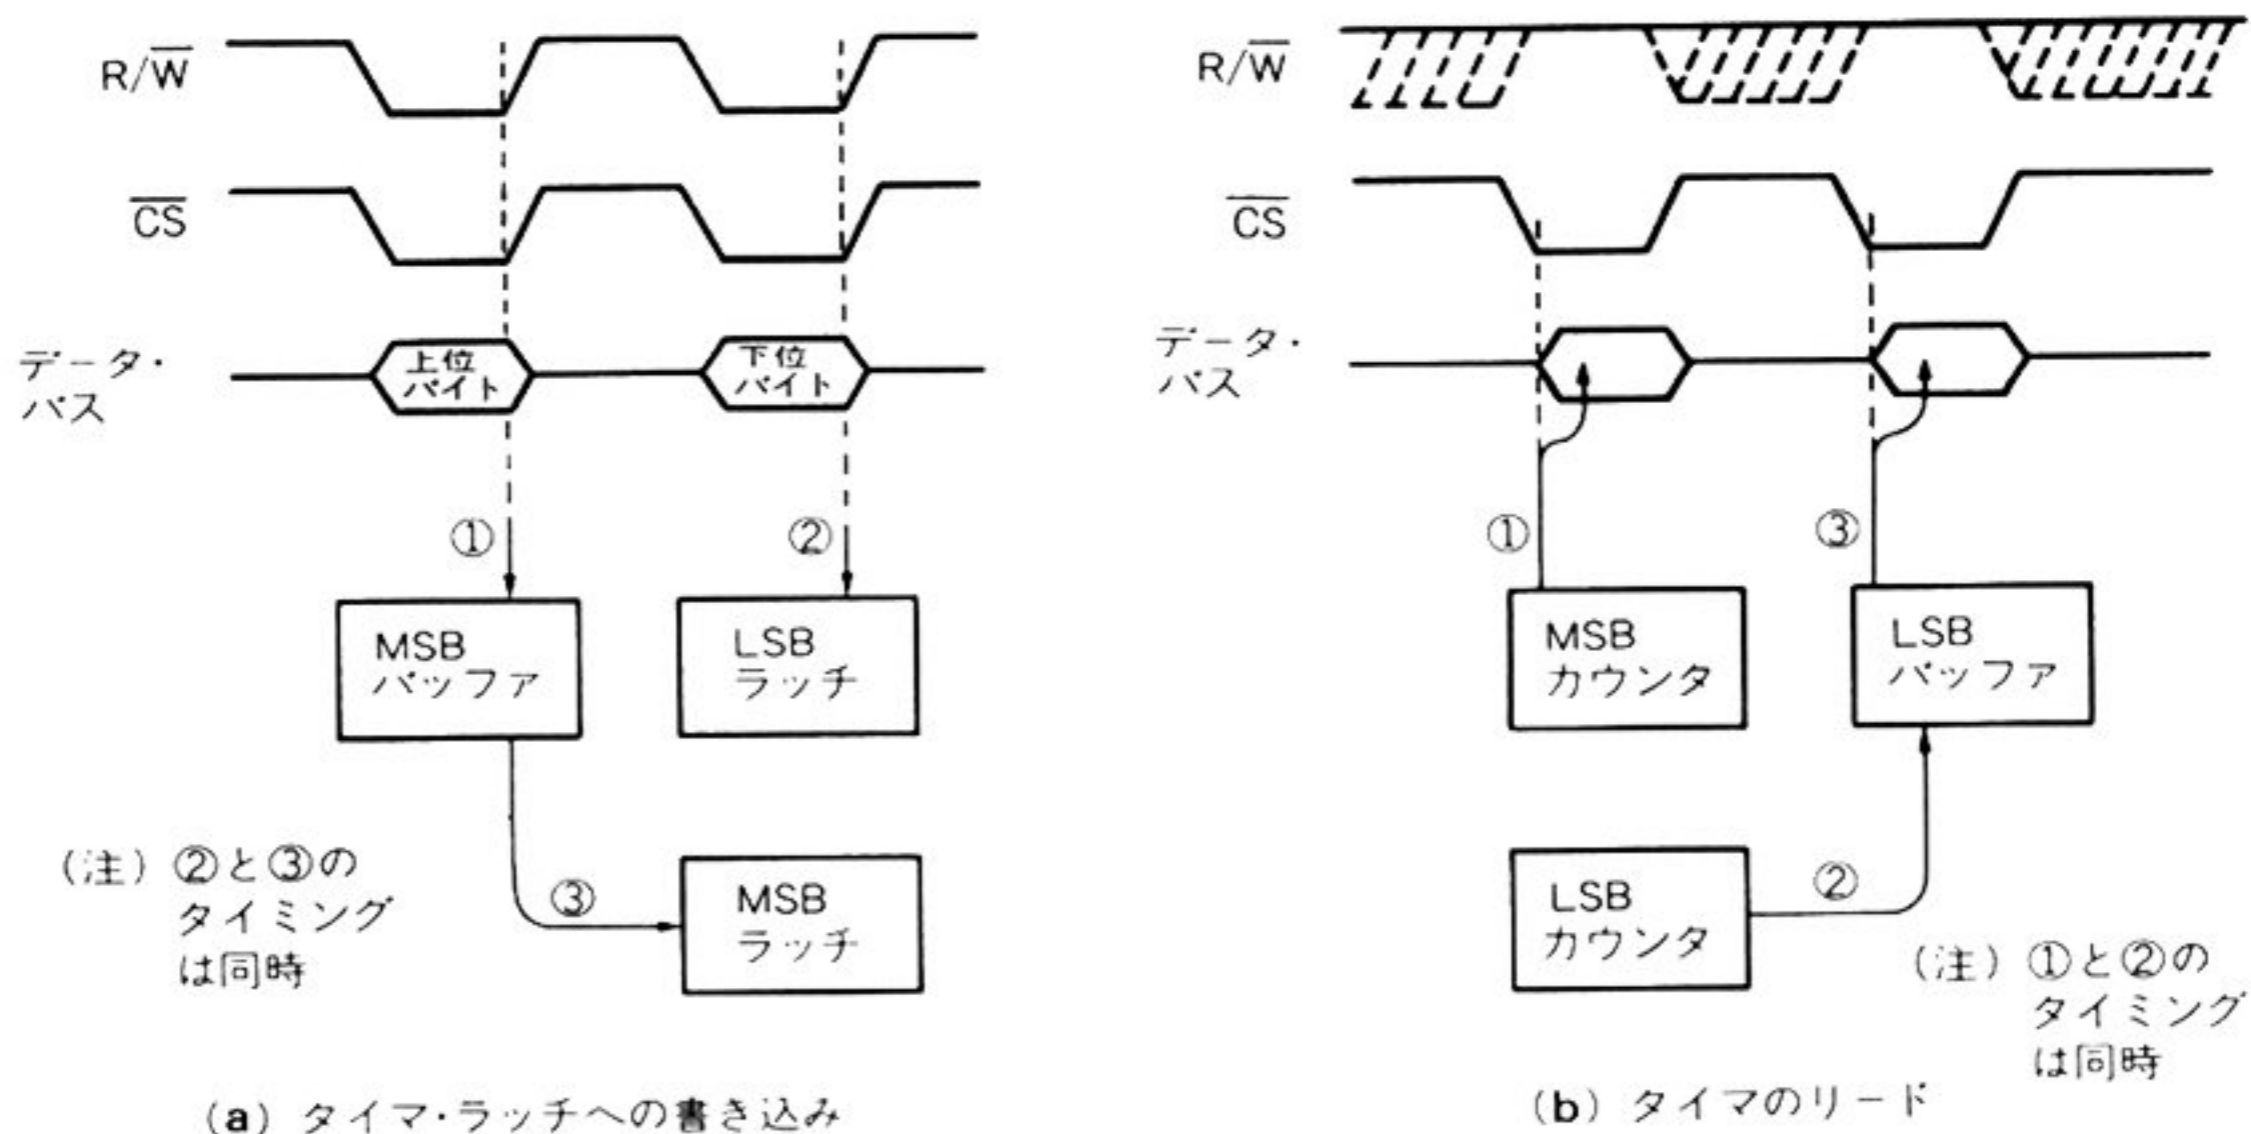 R/W
CS
データ・
バス
上位
バイト
下位
バイト
①
②
MSB
バッファ
LSB
ラッチ
③
MSB
ラッチ
(注) ②と③の
タイミング
は同時
(a) タイマ・ラッチへの書き込み
R/W
CS
データ・
バス
①
③
MSB
カウンタ
LSB
バッファ
LSB
カウンタ
②
(注) ①と②の
タイミング
は同時
(b) タイマのリード